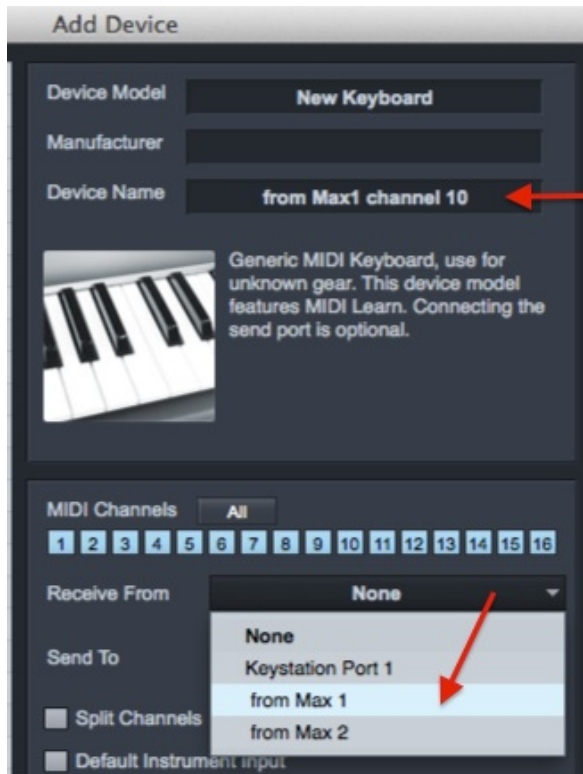 Add Device
Device Model
New Keyboard
Manufacturer
Device Name
from Max1 channel 10
Generic MIDI Keyboard, use for
unknown gear. This device model
features MIDI Learn. Connecting the
send port is optional.
MIDI Channels All
1 2 3 4 5 6 7 8 9 10 11 12 13 14 15 16
Receive From None
None
Send To
Keystation Port 1
from Max 1
Split Channels
from Max 2
Default Instrument Input